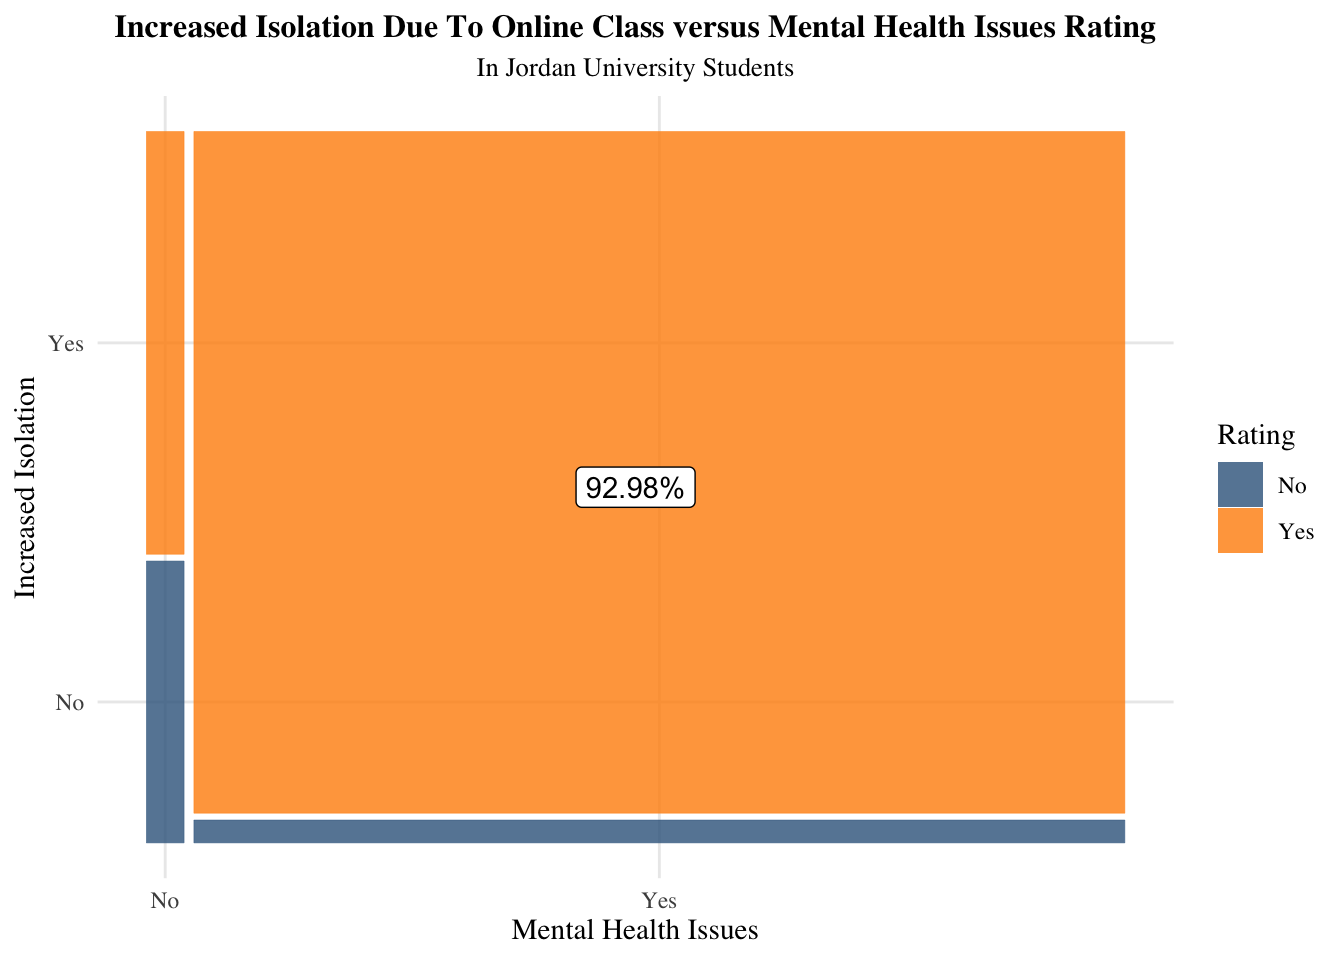 Increased Isolation Due To Online Class versus Mental Health Issues Rating
In Jordan University Students
Increased Isolation
Yes
No
92.98%
No
Yes
Mental Health Issues
Rating
No
Yes